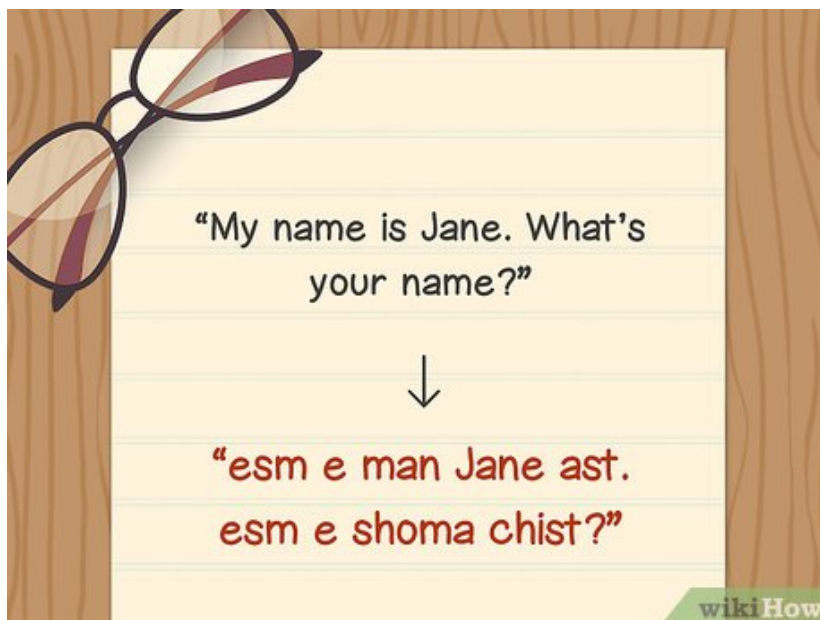 “My name is Jane. What’s
your name?”
“esm e man Jane ast.
esm e shoma chist?”
wikiHow